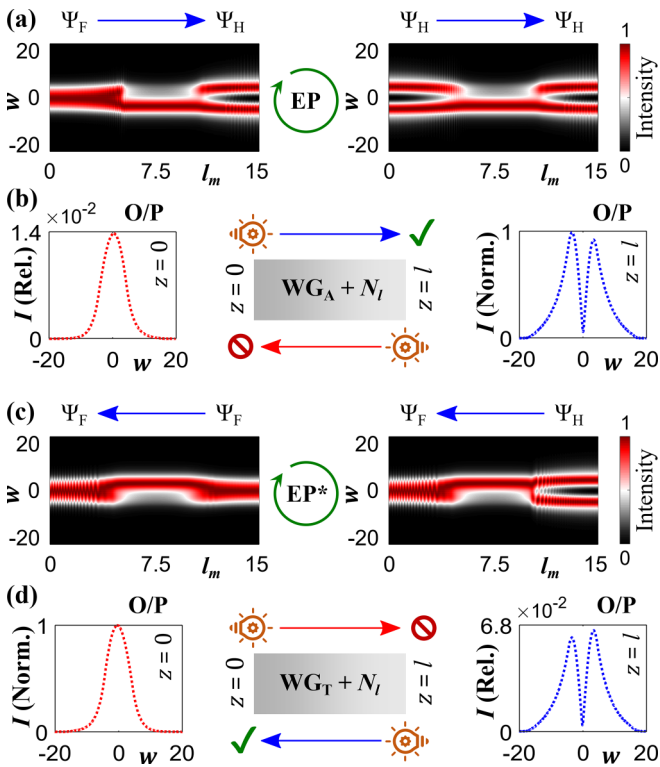 (a)
Ψ_F Ψ_H Ψ_H Ψ_H
20 0 -20 w
0 7.5 l_m 15
EP
20 0 -20 w
0 7.5 l_m 15
1 0 Intensity
(b)
×10⁻² O/P
1.4 0 I (Rel.)
z = 0
-20 0 w 20
z = 0 WG_A + N_l z = l
O/P
1 0 I (Norm.)
z = l
-20 0 w 20
(c)
Ψ_F Ψ_F Ψ_F Ψ_H
20 0 -20 w
0 7.5 l_m 15
EP*
20 0 -20 w
0 7.5 l_m 15
1 0 Intensity
(d)
O/P
1 0 I (Norm.)
z = 0
-20 0 w 20
z = 0 WG_T + N_l z = l
×10⁻² O/P
6.8 0 I (Rel.)
z = l
-20 0 w 20